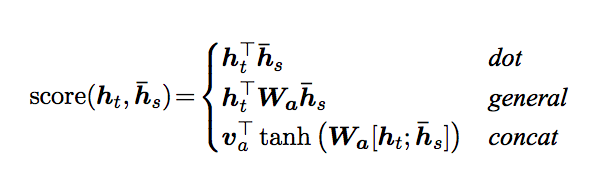 h_t^⊤ h̄_s dot
score(h_t, h̄_s) = { h_t^⊤ W_a h̄_s general
v_a^⊤ tanh (W_a[h_t; h̄_s]) concat